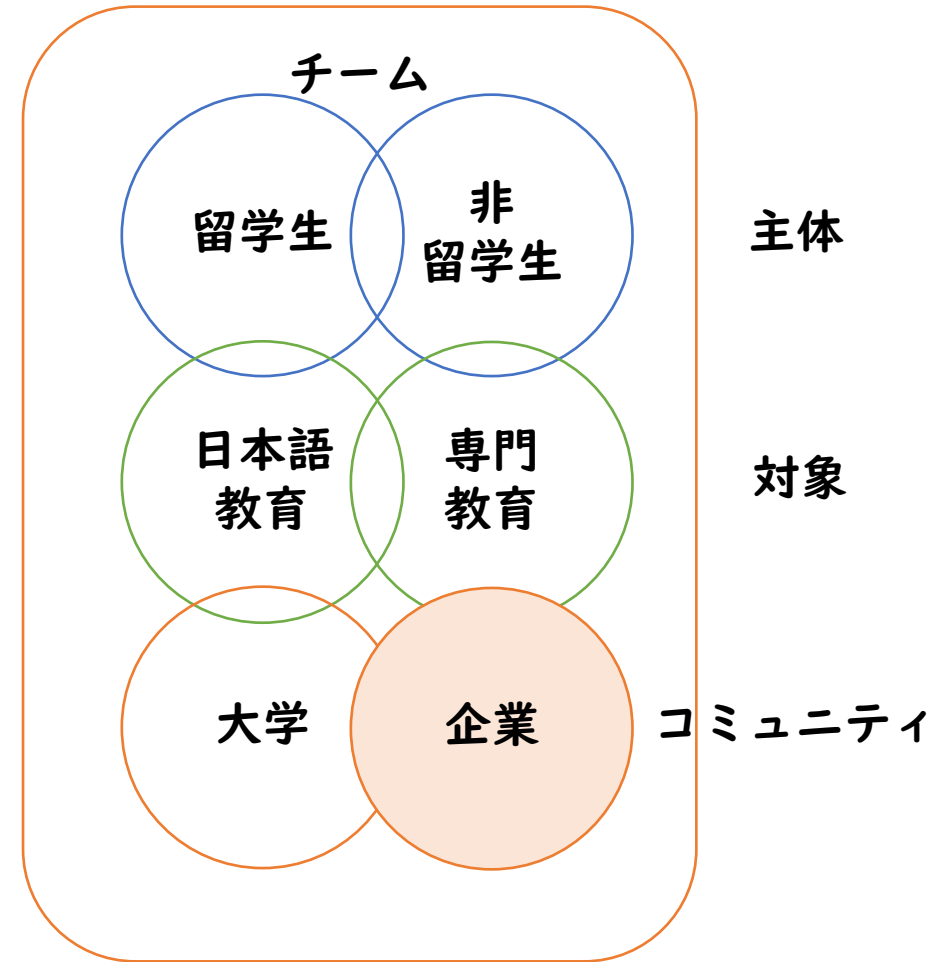 チーム
留学生
非
留学生
主体
日本語
教育
専門
教育
対象
大学
企業
コミュニティ